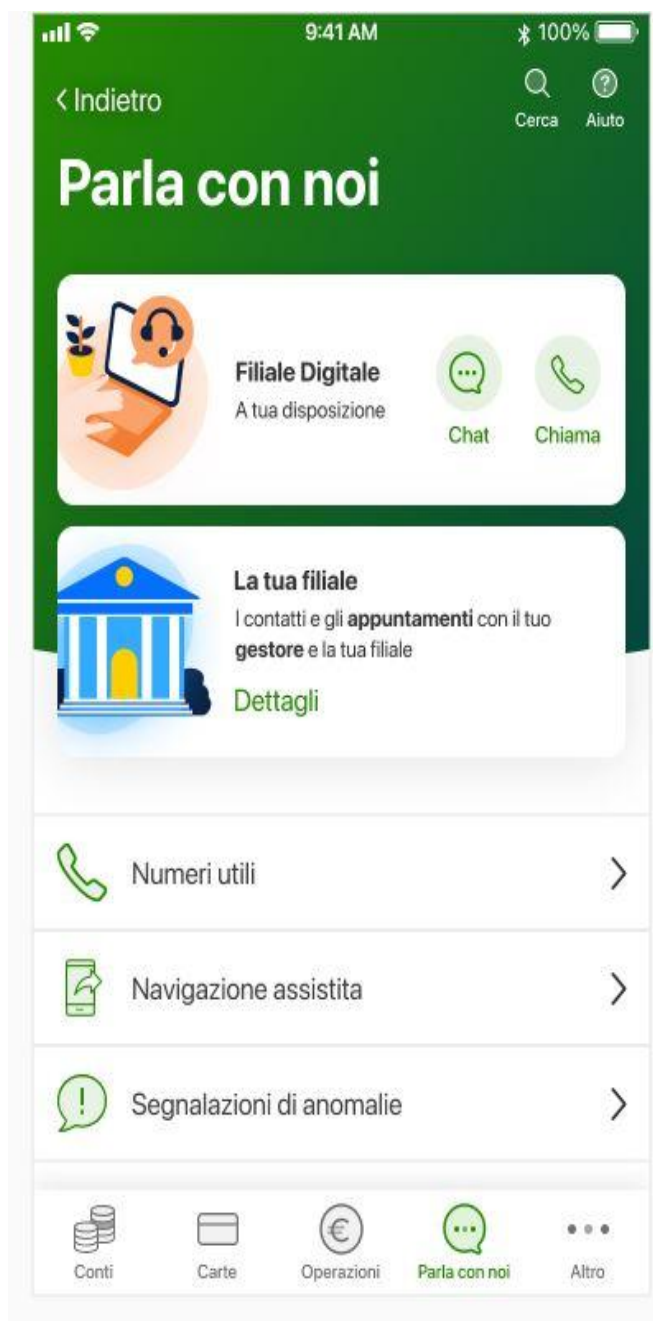 9:41 AM
100%
Indietro
Cerca
Aiuto
Parla con noi
Filiale Digitale
A tua disposizione
Chat
Chiama
La tua filiale
I contatti e gli appuntamenti con il tuo
gestore e la tua filiale
Dettagli
Numeri utili
Navigazione assistita
Segnalazioni di anomalie
Conti
Carte
Operazioni
Parla con noi
Altro